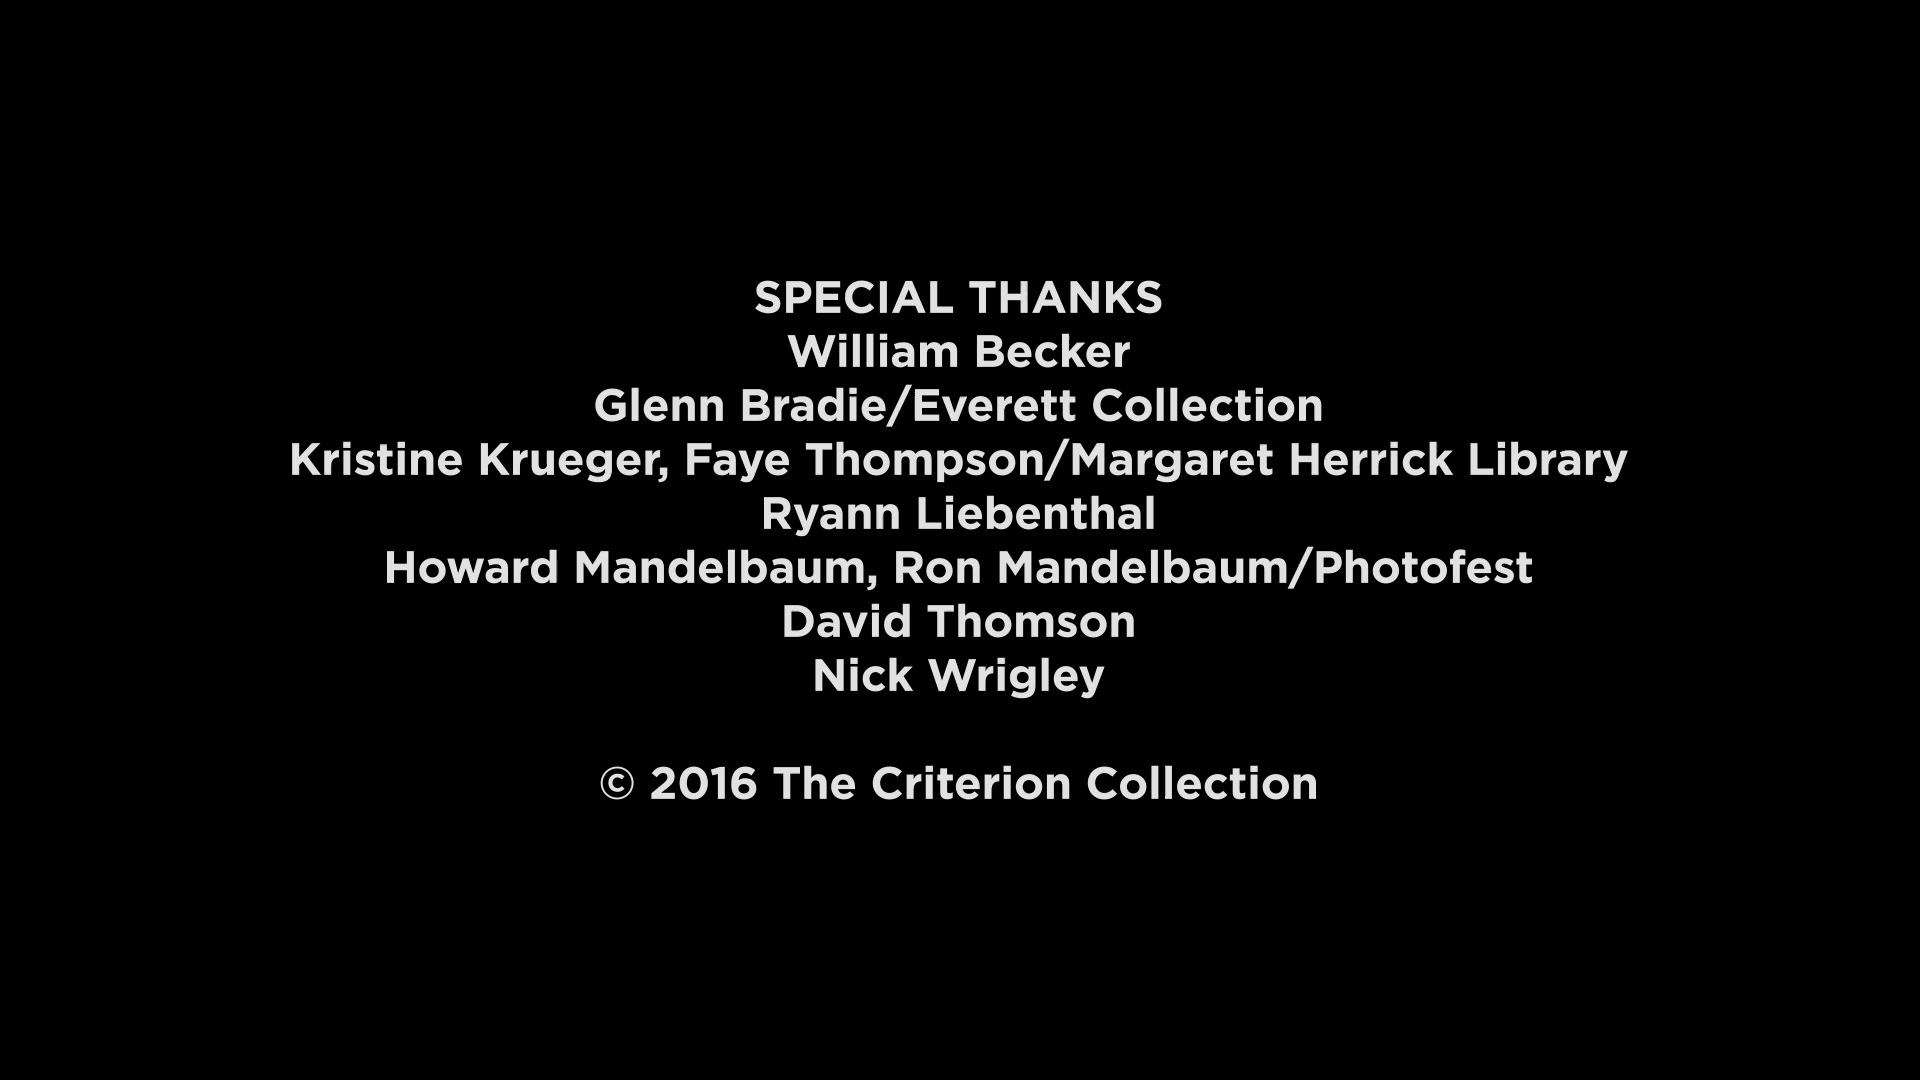 SPECIAL THANKS
William Becker
Glenn Bradie/Everett Collection
Kristine Krueger, Faye Thompson/Margaret Herrick Library
Ryann Liebenthal
Howard Mandelbaum, Ron Mandelbaum/Photofest
David Thomson
Nick Wrigley
© 2016 The Criterion Collection